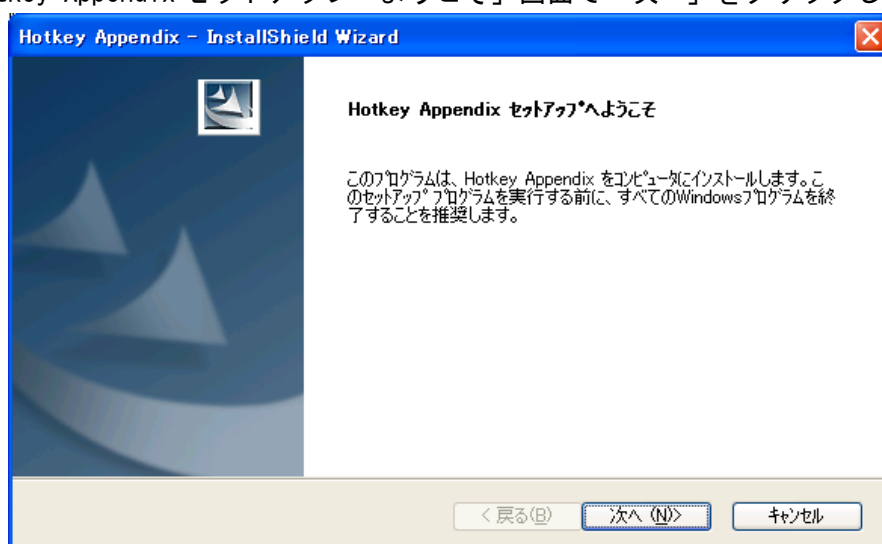 Hotkey Appendix - InstallShield Wizard
Hotkey Appendix ｾｯﾄｱｯﾌﾟへようこそ
このﾌﾟﾛｸﾞﾗﾑは、Hotkey Appendix をｺﾝﾋﾟｭｰﾀにｲﾝｽﾄｰﾙします。こ
のｾｯﾄｱｯﾌﾟ ﾌﾟﾛｸﾞﾗﾑを実行する前に、すべてのWindowsﾌﾟﾛｸﾞﾗﾑを終
了することを推奨します。
< 戻る(B) 次へ (N)> ｷｬﾝｾﾙ